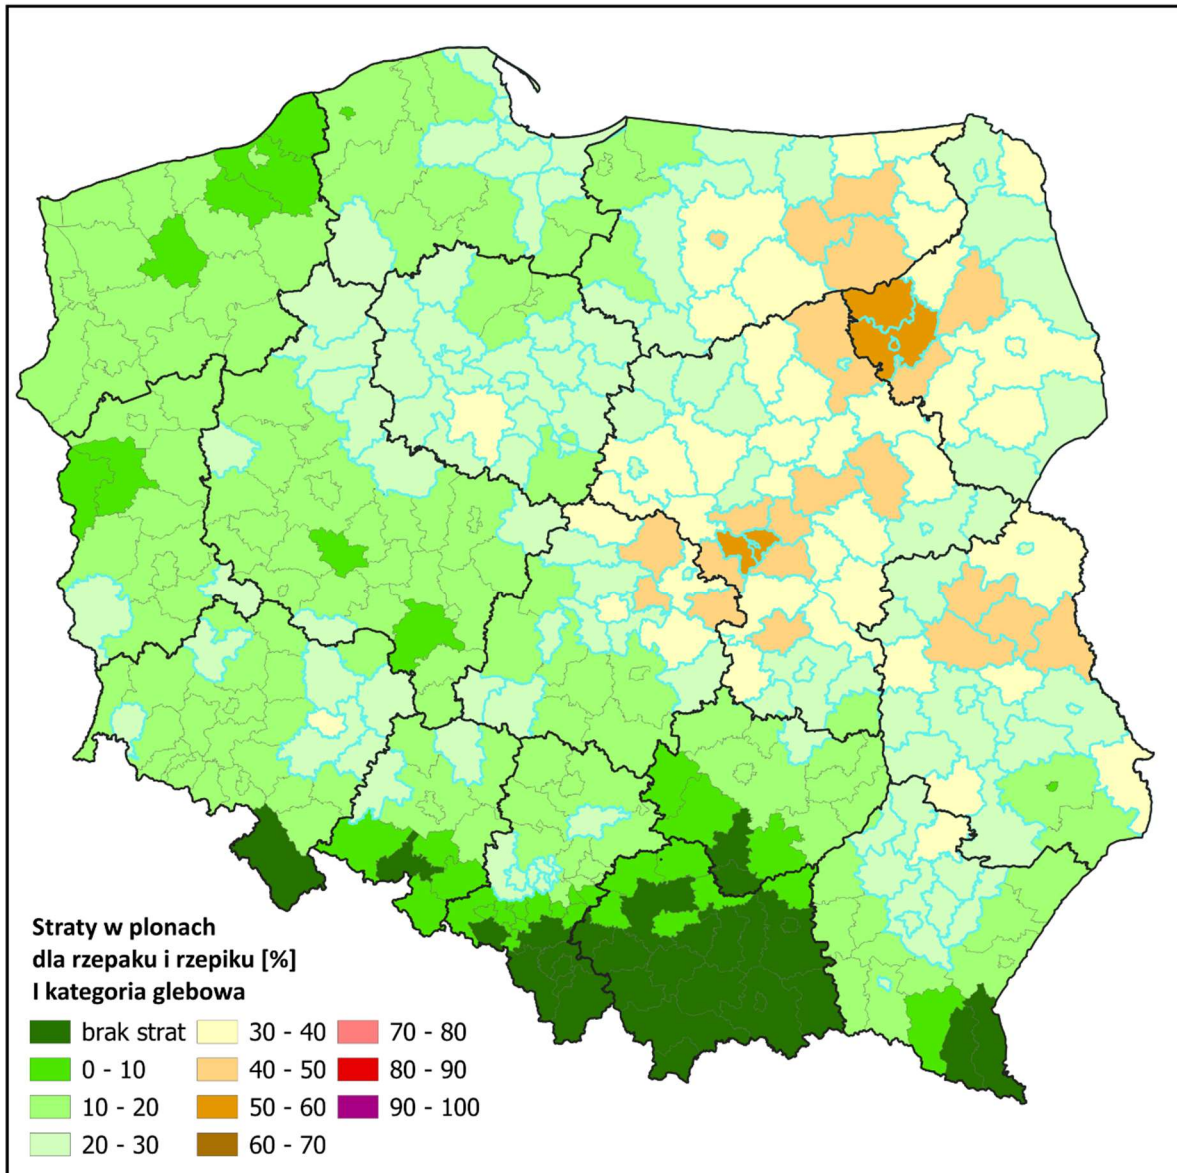 Straty w plonach
dla rzepaku i rzepiku [%]
I kategoria glebowa
brak strat
0 - 10
10 - 20
20 - 30
30 - 40
40 - 50
50 - 60
60 - 70
70 - 80
80 - 90
90 - 100